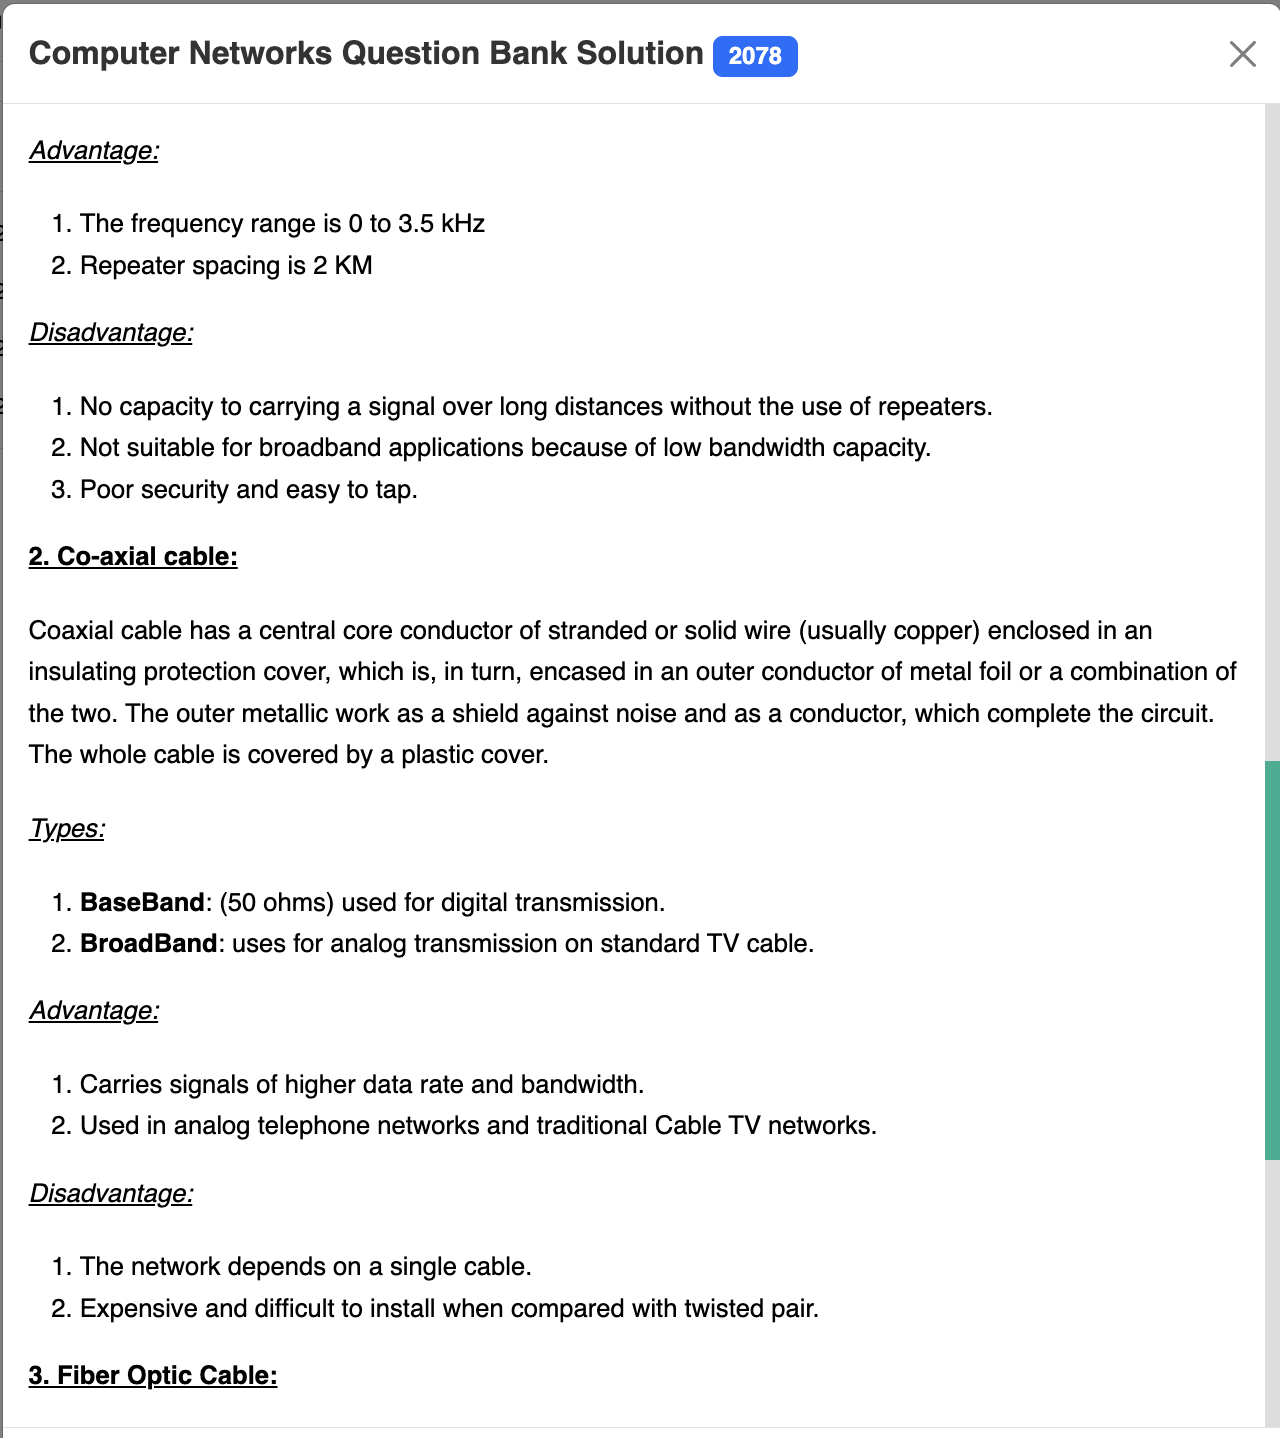 Computer Networks Question Bank Solution 2078
Advantage:
1. The frequency range is 0 to 3.5 kHz
2. Repeater spacing is 2 KM
Disadvantage:
1. No capacity to carrying a signal over long distances without the use of repeaters.
2. Not suitable for broadband applications because of low bandwidth capacity.
3. Poor security and easy to tap.
2. Co-axial cable:
Coaxial cable has a central core conductor of stranded or solid wire (usually copper) enclosed in an
insulating protection cover, which is, in turn, encased in an outer conductor of metal foil or a combination of
the two. The outer metallic work as a shield against noise and as a conductor, which complete the circuit.
The whole cable is covered by a plastic cover.
Types:
1. BaseBand: (50 ohms) used for digital transmission.
2. BroadBand: uses for analog transmission on standard TV cable.
Advantage:
1. Carries signals of higher data rate and bandwidth.
2. Used in analog telephone networks and traditional Cable TV networks.
Disadvantage:
1. The network depends on a single cable.
2. Expensive and difficult to install when compared with twisted pair.
3. Fiber Optic Cable: